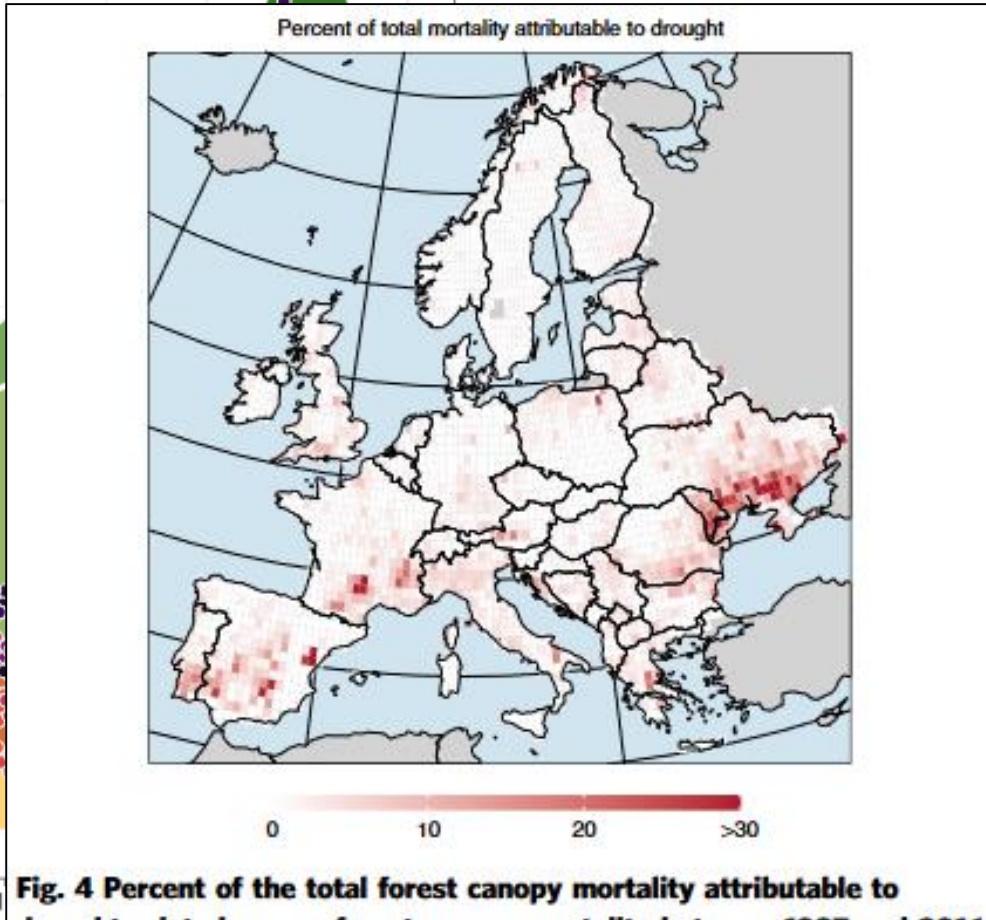 Percent of total mortality attributable to drought
0 10 20 >30
Fig. 4 Percent of the total forest canopy mortality attributable to